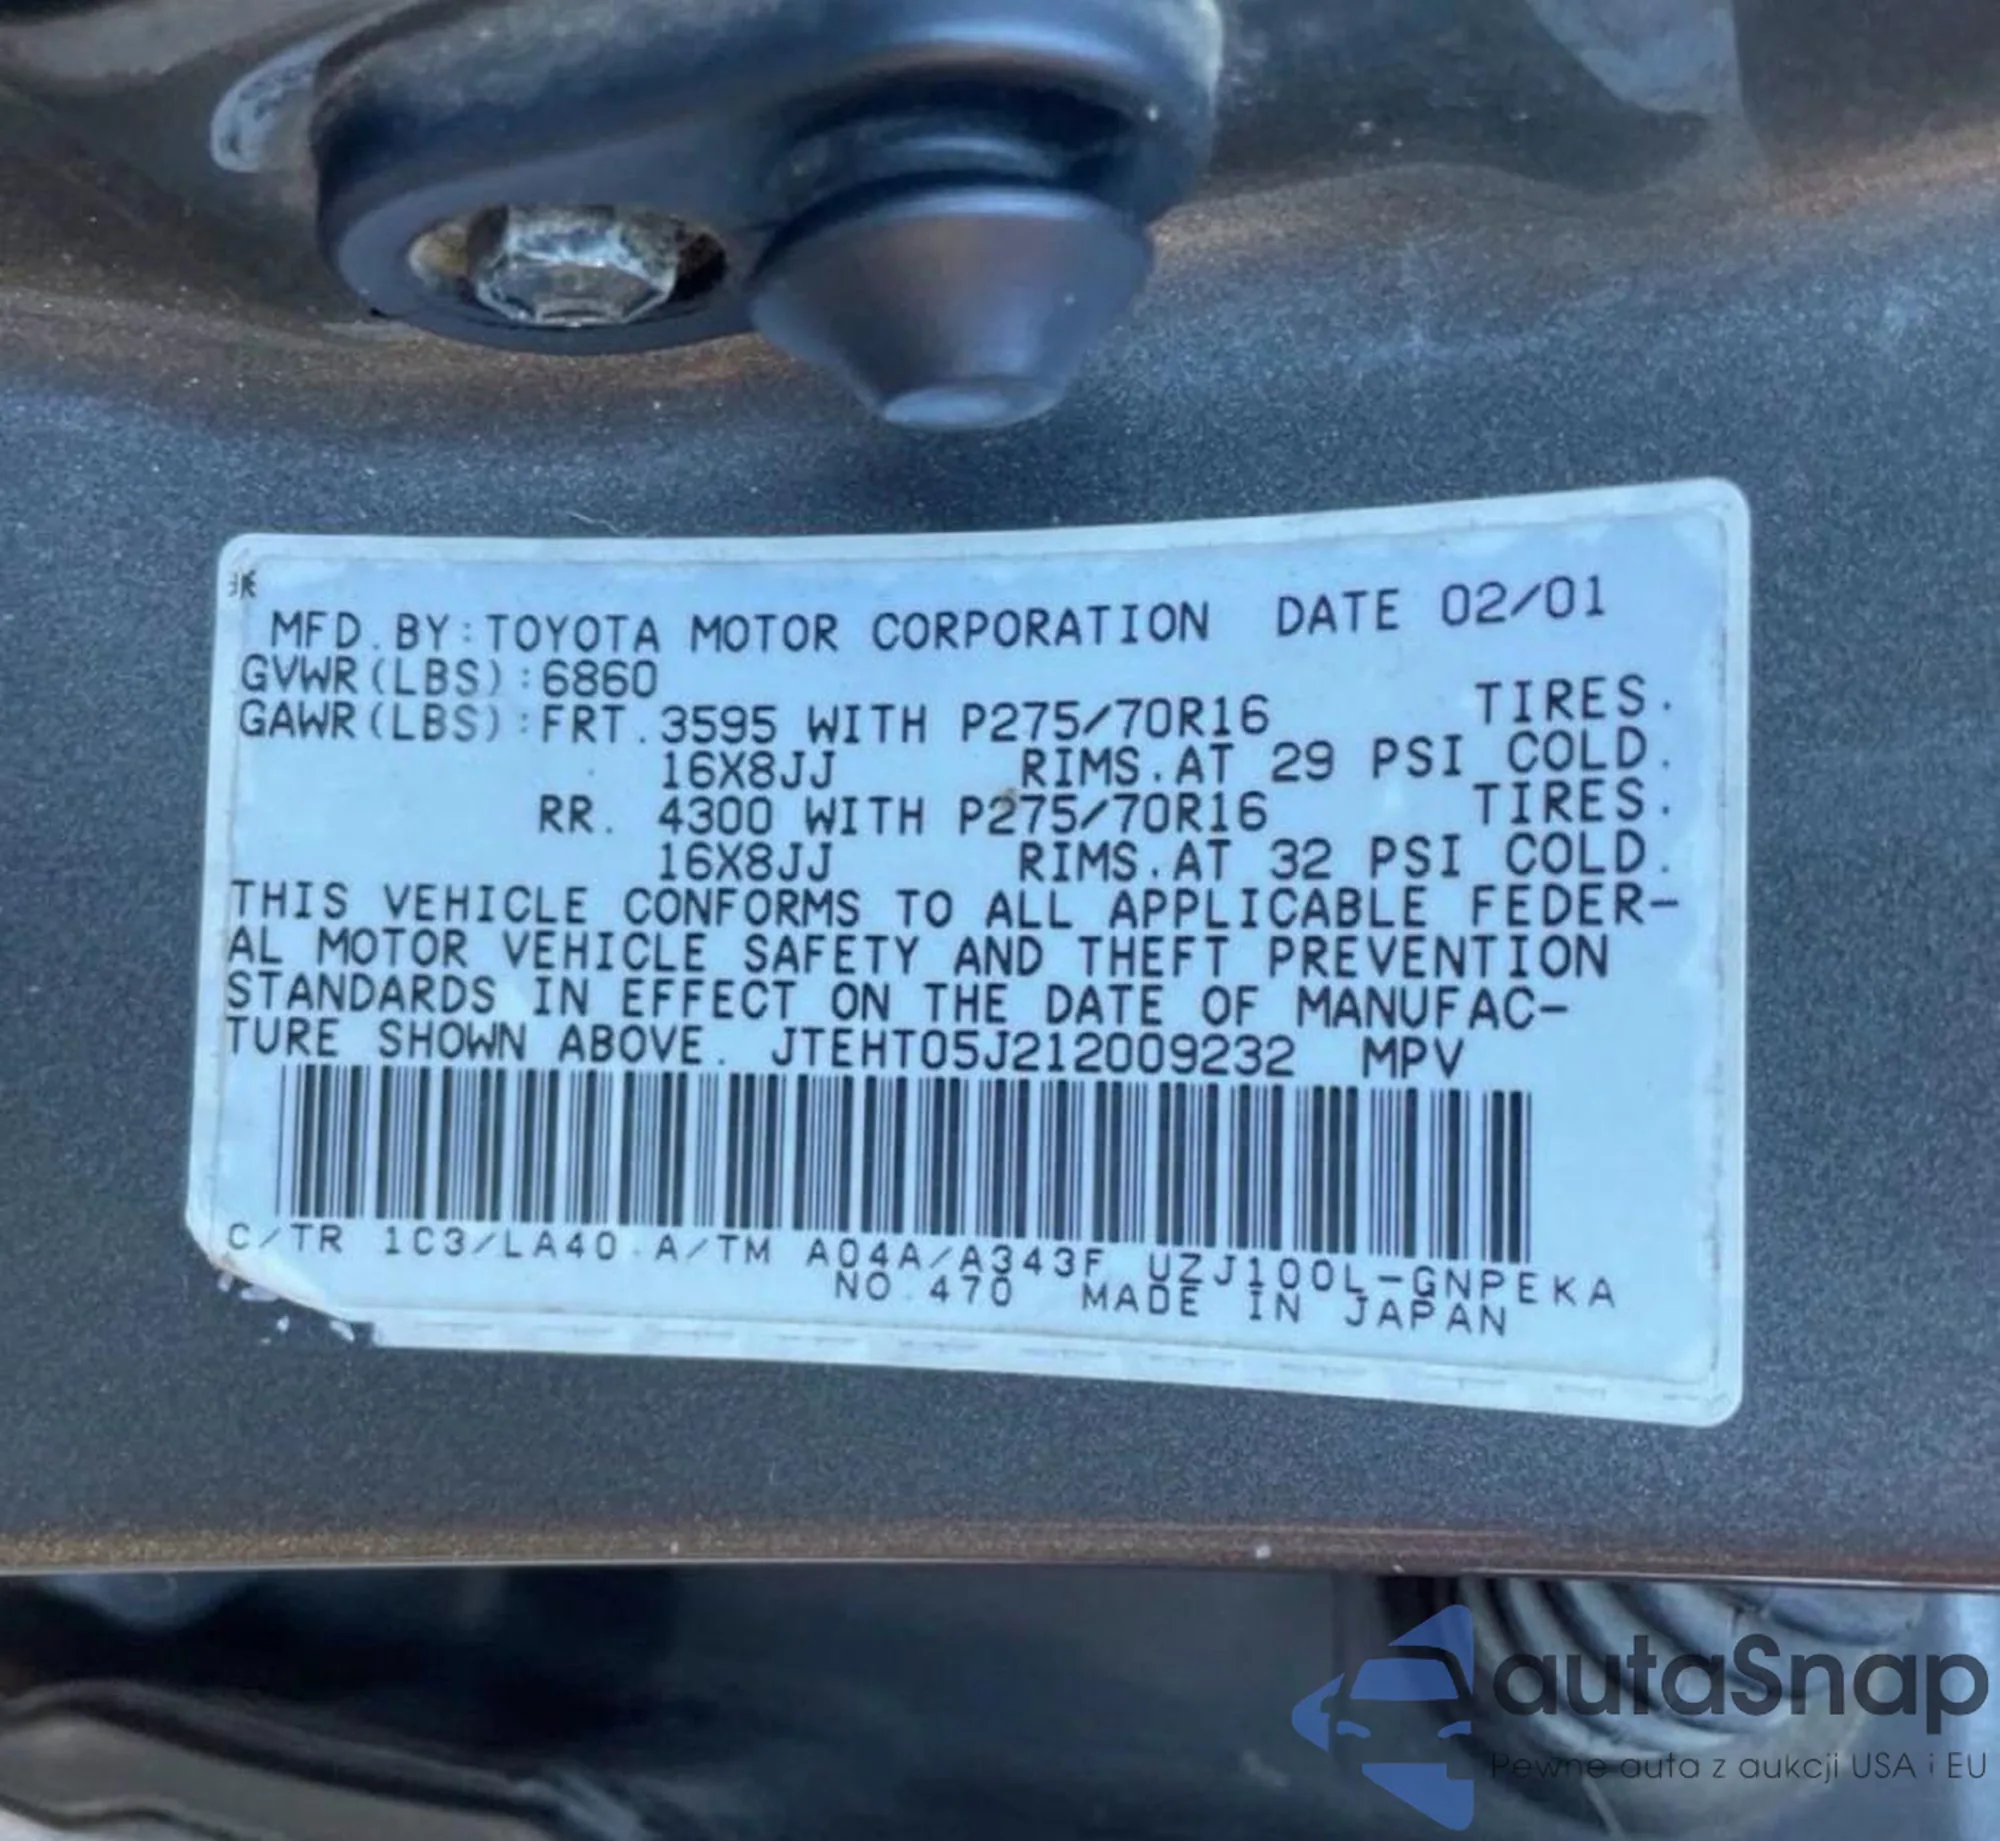 MFD.BY:TOYOTA MOTOR CORPORATION DATE 02/01
GVWR(LBS):6860
GAWR(LBS):FRT.3595 WITH P275/70R16 TIRES.
16X8JJ RIMS.AT 29 PSI COLD.
RR. 4300 WITH P275/70R16 TIRES.
16X8JJ RIMS.AT 32 PSI COLD.
THIS VEHICLE CONFORMS TO ALL APPLICABLE FEDER-
AL MOTOR VEHICLE SAFETY AND THEFT PREVENTION
STANDARDS IN EFFECT ON THE DATE OF MANUFAC-
TURE SHOWN ABOVE. JTEHT05J212009232 MPV
C/TR 1C3/LA40 A/TM A04A/A343F UZJ100L-GNPEKA
NO.470 MADE IN JAPAN
autaSnap
Pewne auta z aukcji USA i EU